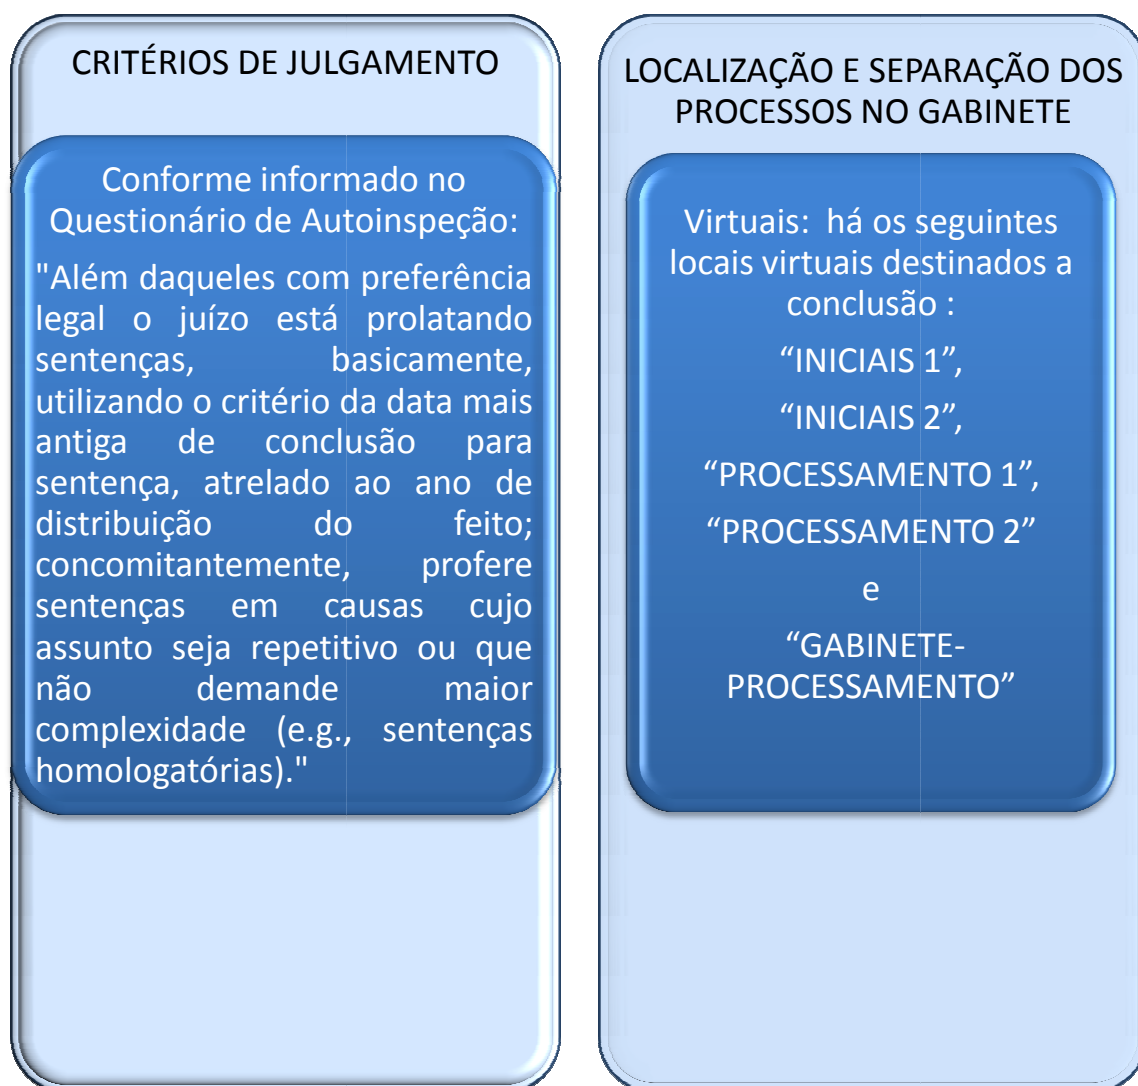 CRITÉRIOS DE JULGAMENTO
Conforme informado no
Questionário de Autoinspeção:
"Além daqueles com preferência
legal o juízo está prolatando
sentenças, basicamente,
utilizando o critério da data mais
antiga de conclusão para
sentença, atrelado ao ano de
distribuição do feito;
concomitantemente, profere
sentenças em causas cujo
assunto seja repetitivo ou que
não demande maior
complexidade (e.g., sentenças
homologatórias)."
LOCALIZAÇÃO E SEPARAÇÃO DOS
PROCESSOS NO GABINETE
Virtuais: há os seguintes
locais virtuais destinados a
conclusão :
“INICIAIS 1”,
“INICIAIS 2”,
“PROCESSAMENTO 1”,
“PROCESSAMENTO 2”
e
“GABINETE-
PROCESSAMENTO”